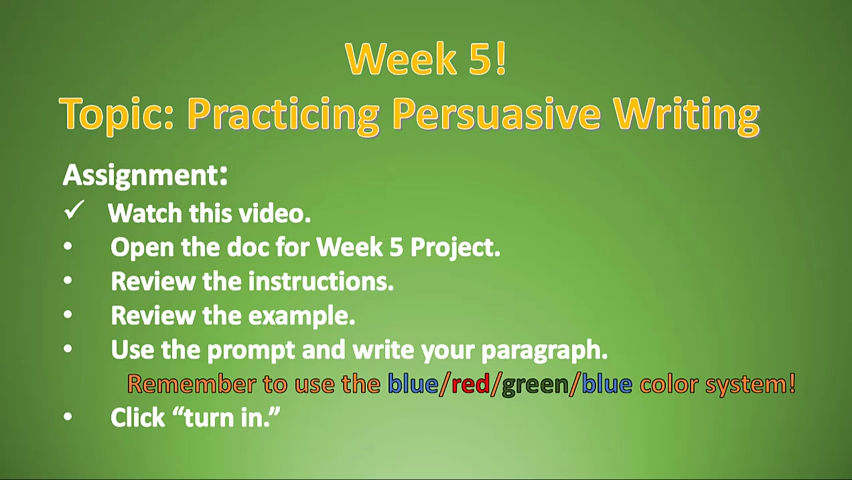 Week 5!
Topic: Practicing Persuasive Writing
Assignment:
✓ Watch this video.
• Open the doc for Week 5 Project.
• Review the instructions.
• Review the example.
• Use the prompt and write your paragraph.
Remember to use the blue/red/green/blue color system!
• Click “turn in.”